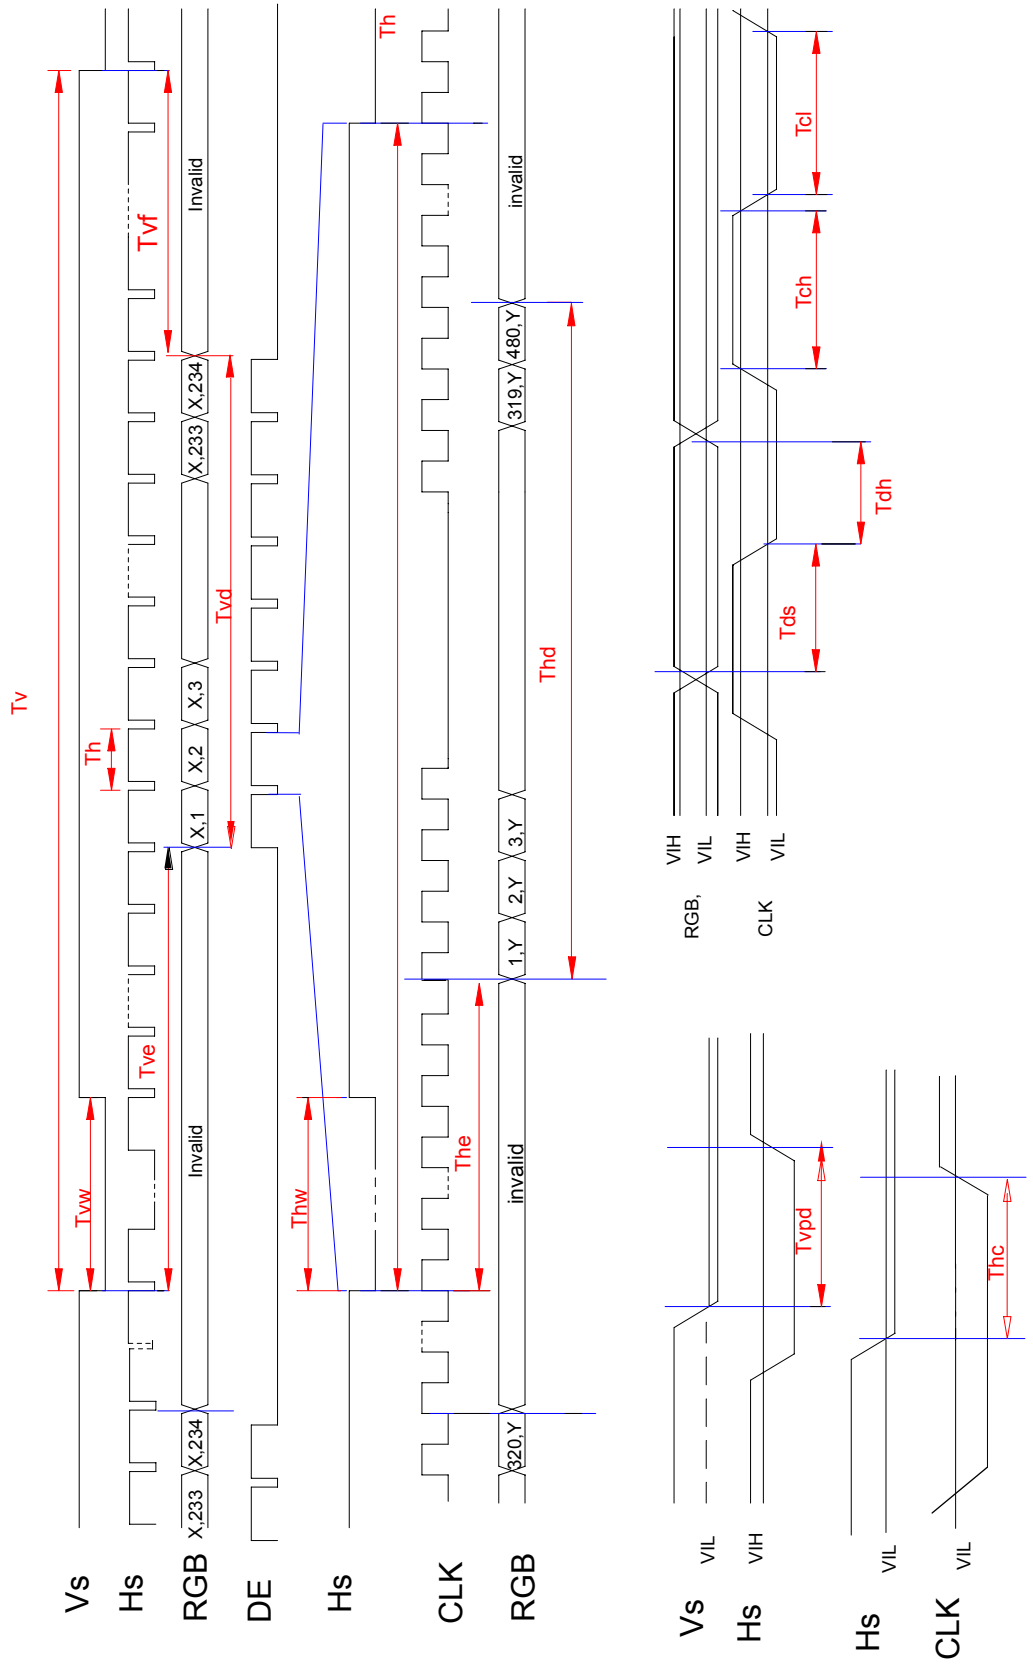 Tv
Vs
Tvw
Th
Hs
Tve
Tvf
RGB
X,233
X,234
Invalid
X,1
X,2
X,3
X,233
X,234
Invalid
Tvd
DE
Thw
Hs
Th
CLK
The
Thd
RGB
320,Y
invalid
1,Y
2,Y
3,Y
319,Y
480,Y
invalid
Vs
VIL
Hs
VIH
Tvpd
Hs
VIL
CLK
VIL
Thc
RGB,
VIH
VIL
CLK
VIH
VIL
Tds
Tdh
Tch
Tcl